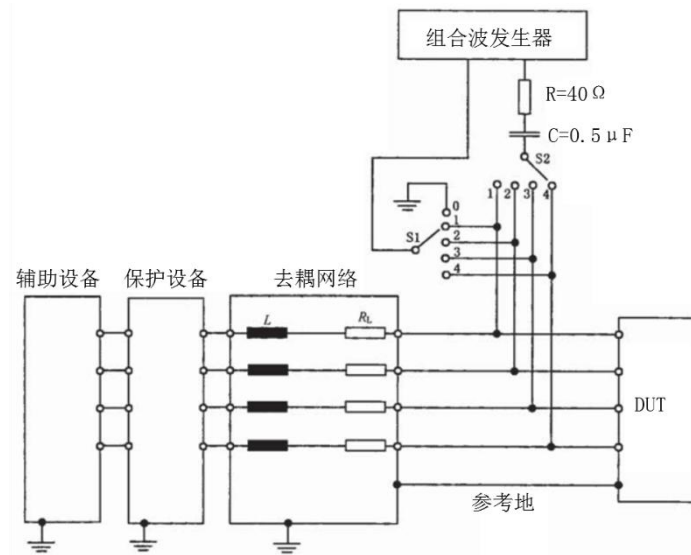 组合波发生器
R=40Ω
C=0.5μF
S2
1 2 3 4
0
1
S1
2
3
4
辅助设备 保护设备 去耦网络
L R_L
DUT
参考地